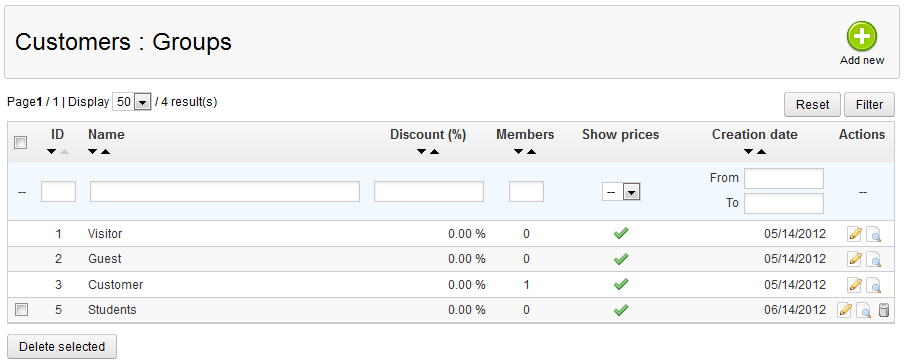 Customers : Groups
Add new
Page1 / 1 | Display 50 / 4 result(s)
Reset Filter
ID Name Discount (%) Members Show prices Creation date Actions
-- -- From --
To
1 Visitor 0.00 % 0 05/14/2012
2 Guest 0.00 % 0 05/14/2012
3 Customer 0.00 % 1 05/14/2012
5 Students 0.00 % 0 06/14/2012
Delete selected